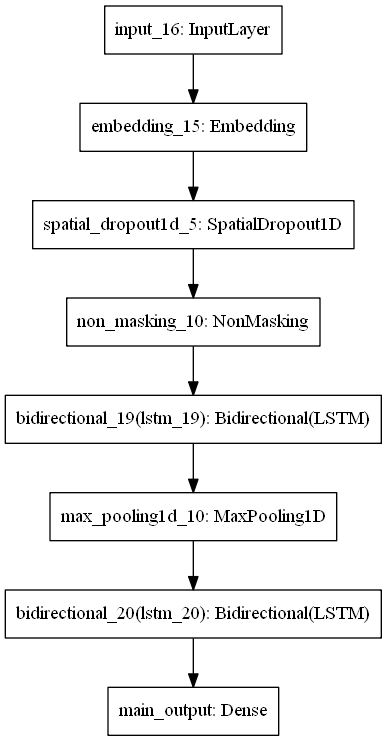 input_16: InputLayer
embedding_15: Embedding
spatial_dropout1d_5: SpatialDropout1D
non_masking_10: NonMasking
bidirectional_19(lstm_19): Bidirectional(LSTM)
max_pooling1d_10: MaxPooling1D
bidirectional_20(lstm_20): Bidirectional(LSTM)
main_output: Dense